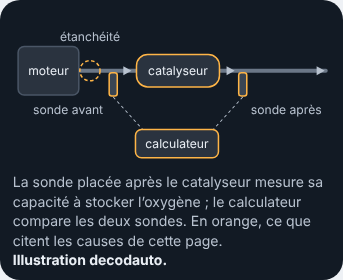 étanchéité
moteur
catalyseur
sonde avant
sonde après
calculateur
La sonde placée après le catalyseur mesure sa
capacité à stocker l’oxygène ; le calculateur
compare les deux sondes. En orange, ce que
citent les causes de cette page.
Illustration decodauto.